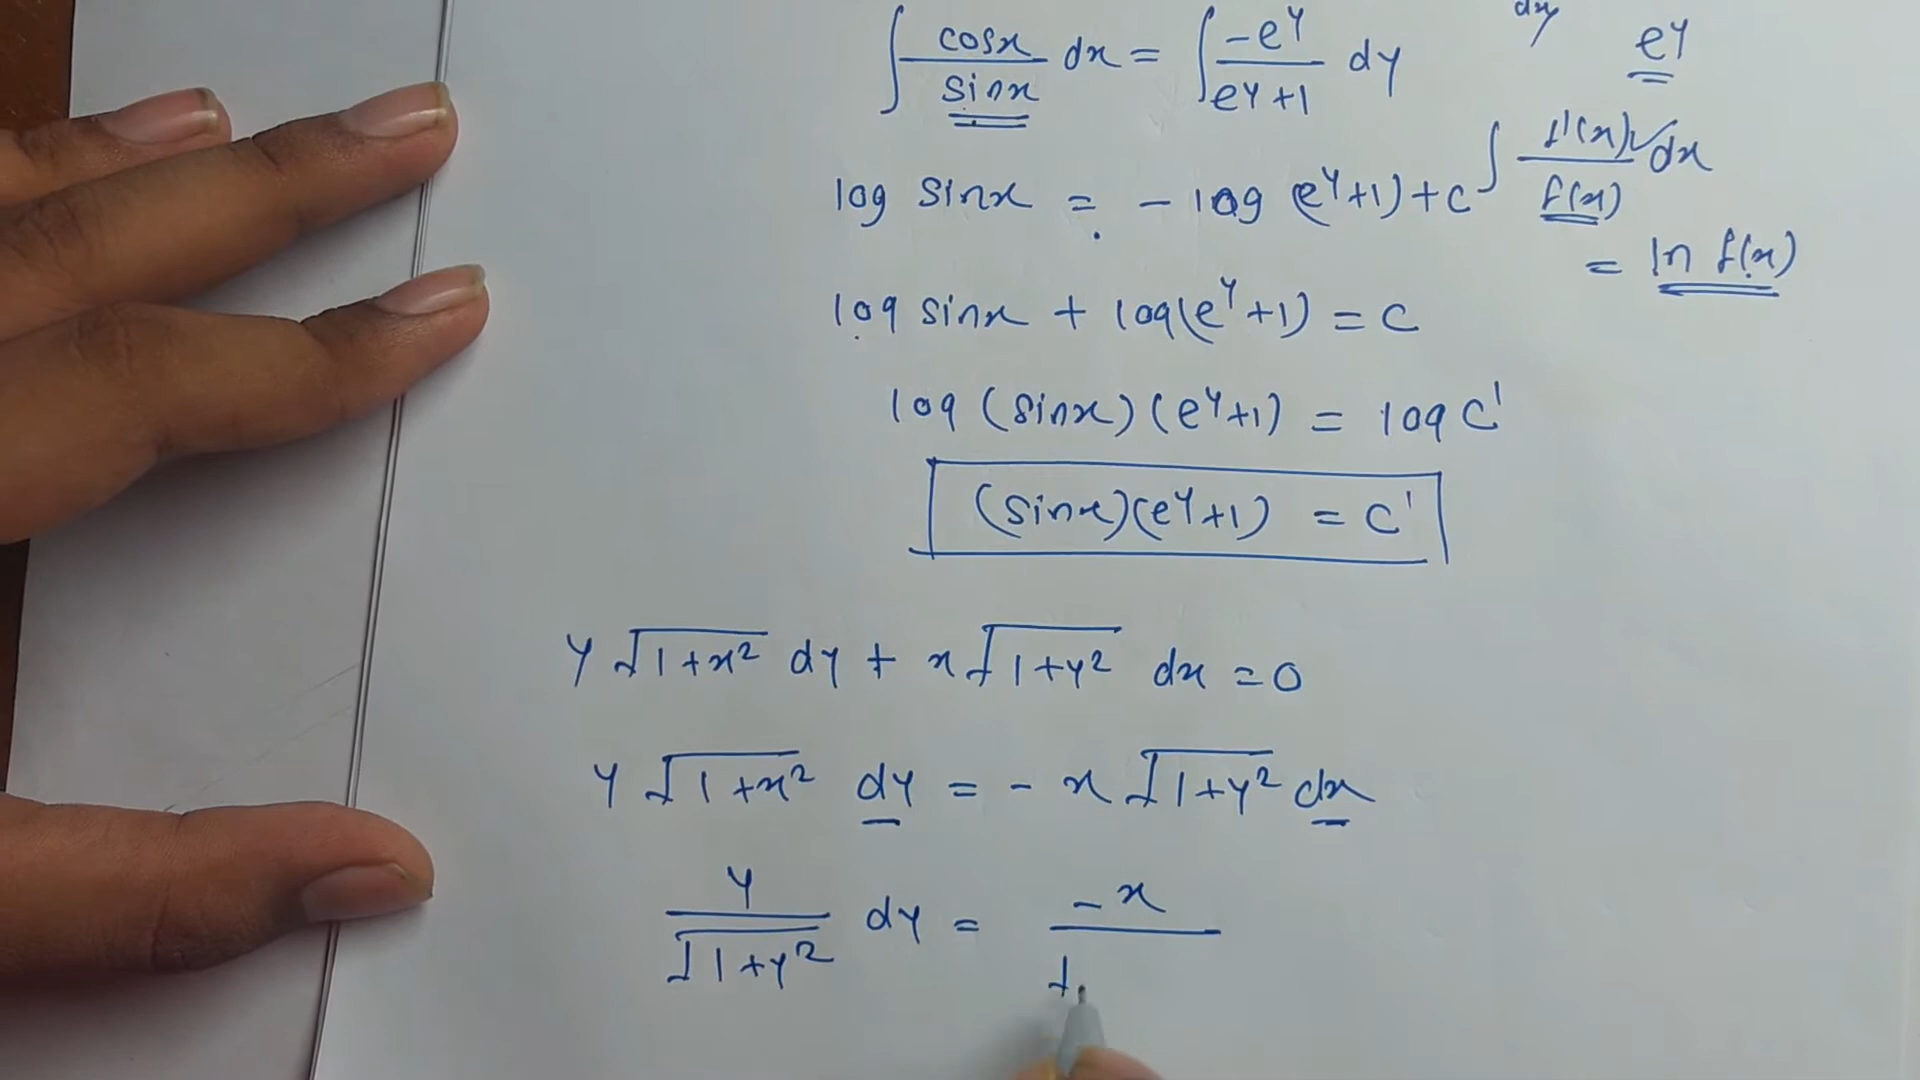 ∫ cosx/sinx dx = ∫ -e^y/e^y+1 dy
e^y
log sinx = - log (e^y+1)+c
∫ f'(x)/f(x) dx
= ln f(x)
log sinx + log(e^y+1) = c
log (sinx)(e^y+1) = log c'
(sinx)(e^y+1) = c'
y √1+x² dy + x √1+y² dx = 0
y √1+x² dy = - x √1+y² dx
y/√1+y² dy = -x/√